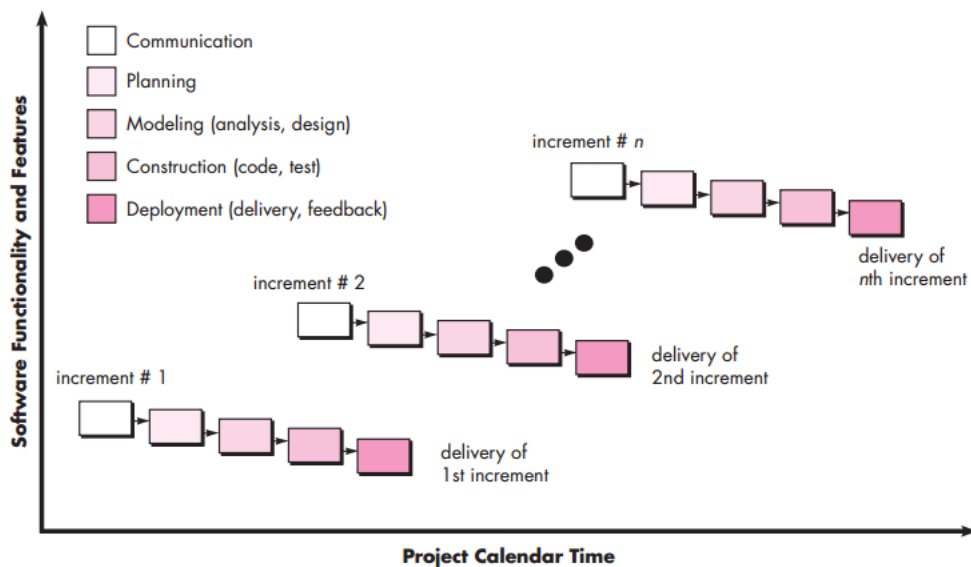 Software Functionality and Features
Communication
Planning
Modeling (analysis, design)
Construction (code, test)
Deployment (delivery, feedback)
increment # n
delivery of
nth increment
increment # 2
delivery of
2nd increment
increment # 1
delivery of
1st increment
Project Calendar Time